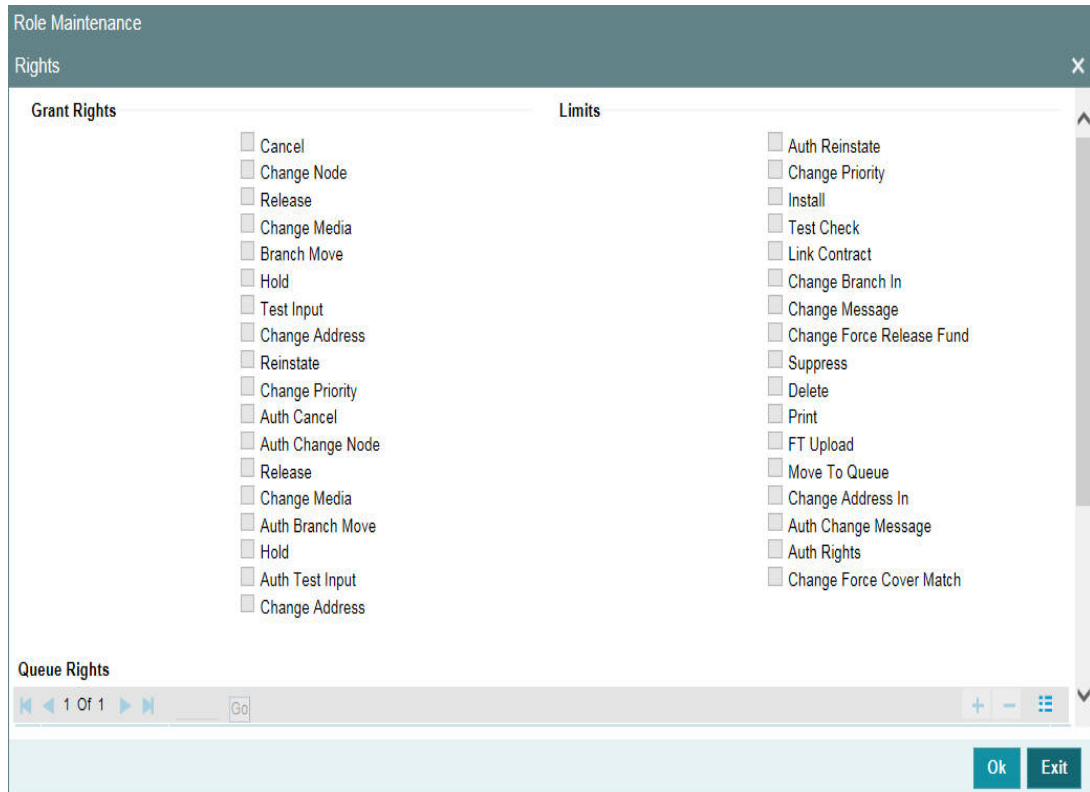 Role Maintenance
Rights
Grant Rights
Cancel
Change Node
Release
Change Media
Branch Move
Hold
Test Input
Change Address
Reinstate
Change Priority
Auth Cancel
Auth Change Node
Release
Change Media
Auth Branch Move
Hold
Auth Test Input
Change Address
Limits
Auth Reinstate
Change Priority
Install
Test Check
Link Contract
Change Branch In
Change Message
Change Force Release Fund
Suppress
Delete
Print
FT Upload
Move To Queue
Change Address In
Auth Change Message
Auth Rights
Change Force Cover Match
Queue Rights
1 Of 1 Go
Ok Exit